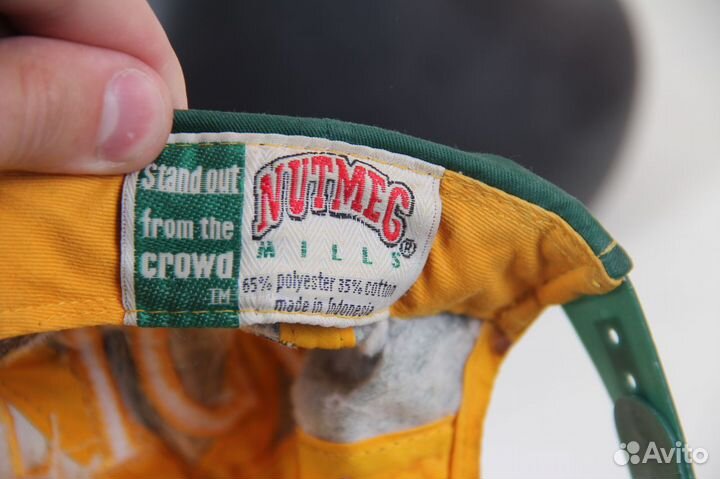 Stand out
from the
crowd
TM
NUTMEG
®
MILLS
65% polyester 35% cotton
made in Indonesia
Avito